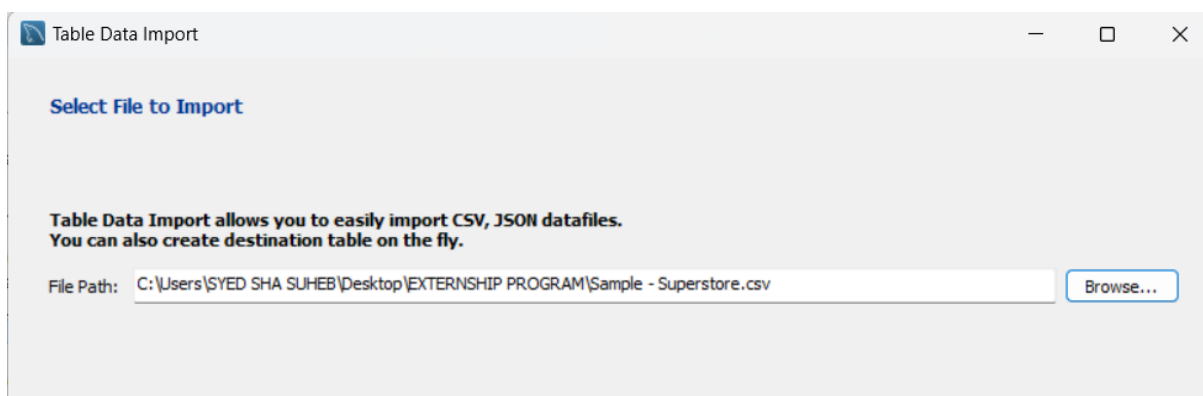 Table Data Import
Select File to Import
Table Data Import allows you to easily import CSV, JSON datafiles.
You can also create destination table on the fly.
File Path: C:\Users\SYED SHA SUHEB\Desktop\EXTERNSHIP PROGRAM\Sample - Superstore.csv Browse...